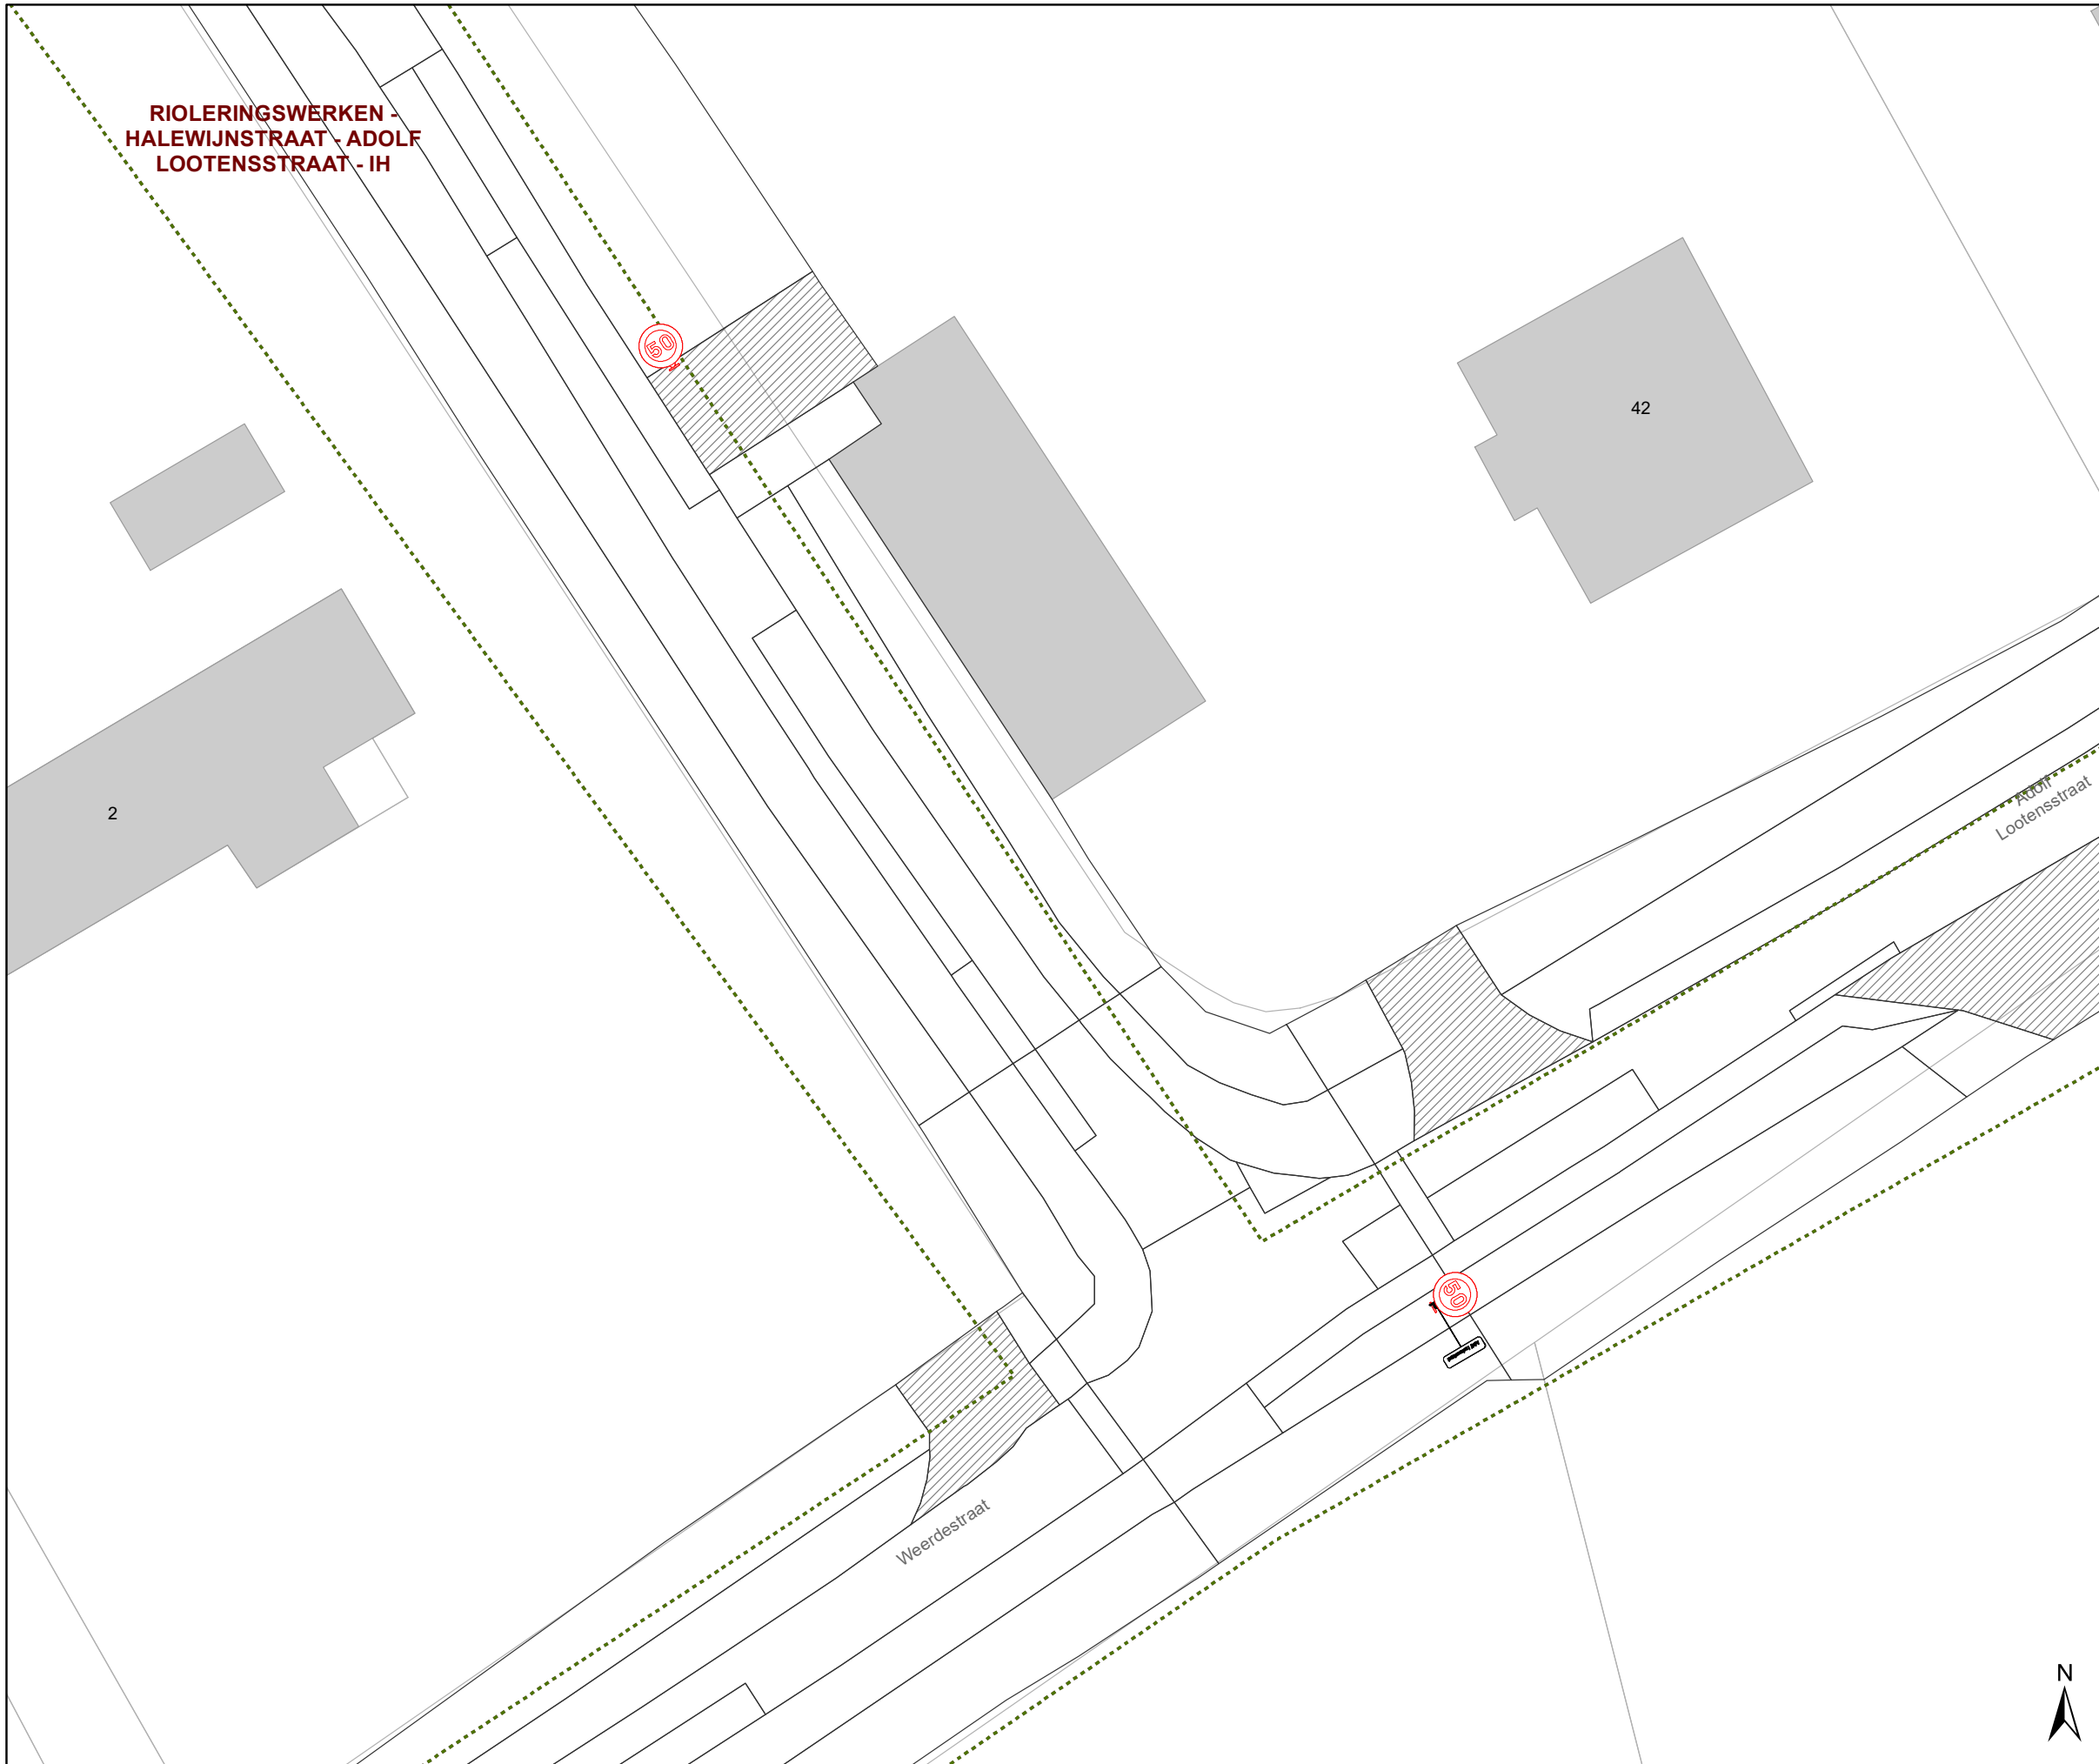 RIOLERINGSWERKEN -
HALEWIJNSTRAAT - ADOLF
LOOTENSSTRAAT - IH
50
42
2
Adolf
Lootensstraat
50
Weerdestraat
N